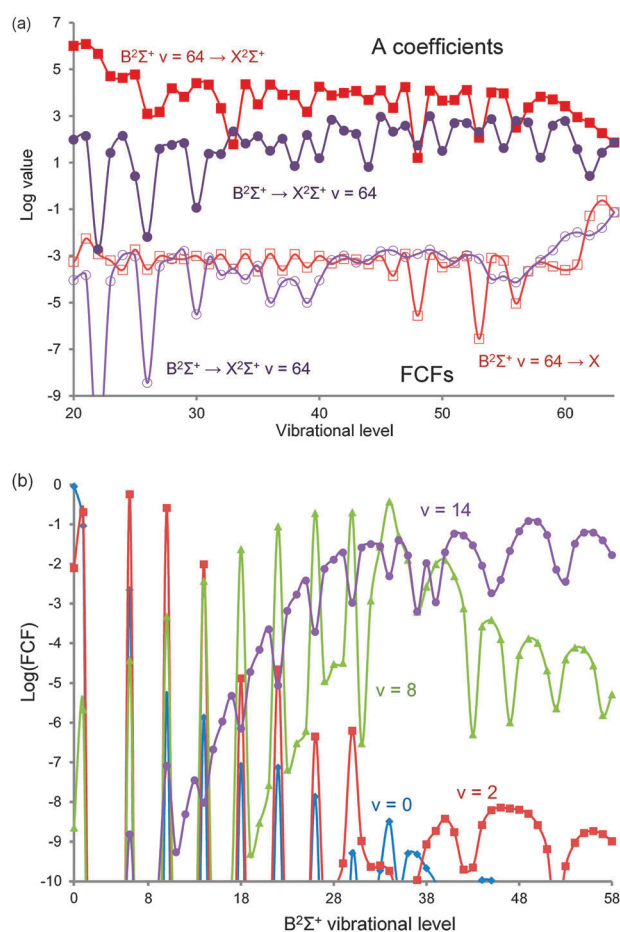 (a)
B²Σ⁺ v = 64 → X²Σ⁺
A coefficients
B²Σ⁺ → X²Σ⁺ v = 64
B²Σ⁺ → X²Σ⁺ v = 64
FCFs
B²Σ⁺ v = 64 → X
Log value
7
5
3
1
-1
-3
-5
-7
-9
20 30 40 50 60
Vibrational level
(b)
v = 14
v = 8
v = 0
v = 2
Log(FCF)
0
-1
-2
-3
-4
-5
-6
-7
-8
-9
-10
0 8 18 28 38 48 58
B²Σ⁺ vibrational level